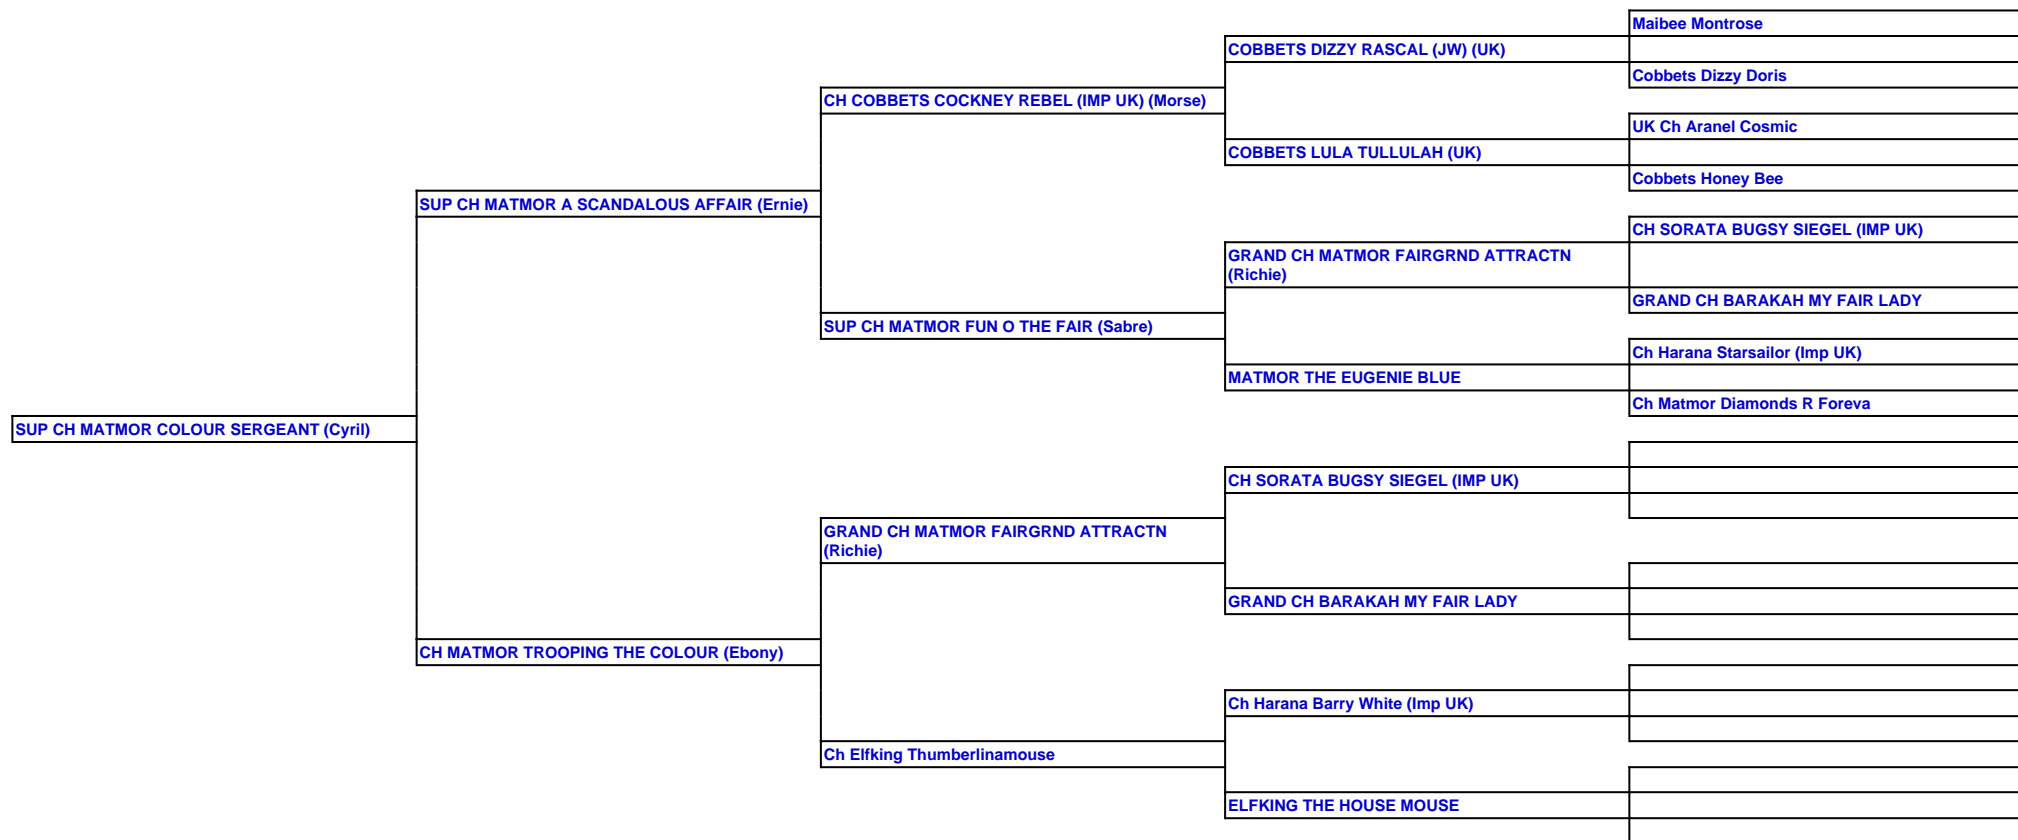 Maibee Montrose
COBBETS DIZZY RASCAL (JW) (UK)
Cobbets Dizzy Doris
CH COBBETS COCKNEY REBEL (IMP UK) (Morse)
UK Ch Aranel Cosmic
COBBETS LULA TULLULAH (UK)
Cobbets Honey Bee
SUP CH MATMOR A SCANDALOUS AFFAIR (Ernie)
CH SORATA BUGSY SIEGEL (IMP UK)
GRAND CH MATMOR FAIRGRND ATTRACTN
(Richie)
GRAND CH BARAKAH MY FAIR LADY
SUP CH MATMOR FUN O THE FAIR (Sabre)
Ch Harana Starsailor (Imp UK)
MATMOR THE EUGENIE BLUE
Ch Matmor Diamonds R Foreva
SUP CH MATMOR COLOUR SERGEANT (Cyril)
CH SORATA BUGSY SIEGEL (IMP UK)
GRAND CH MATMOR FAIRGRND ATTRACTN
(Richie)
GRAND CH BARAKAH MY FAIR LADY
CH MATMOR TROOPING THE COLOUR (Ebony)
Ch Harana Barry White (Imp UK)
Ch Elfking Thumberlinamouse
ELFKING THE HOUSE MOUSE